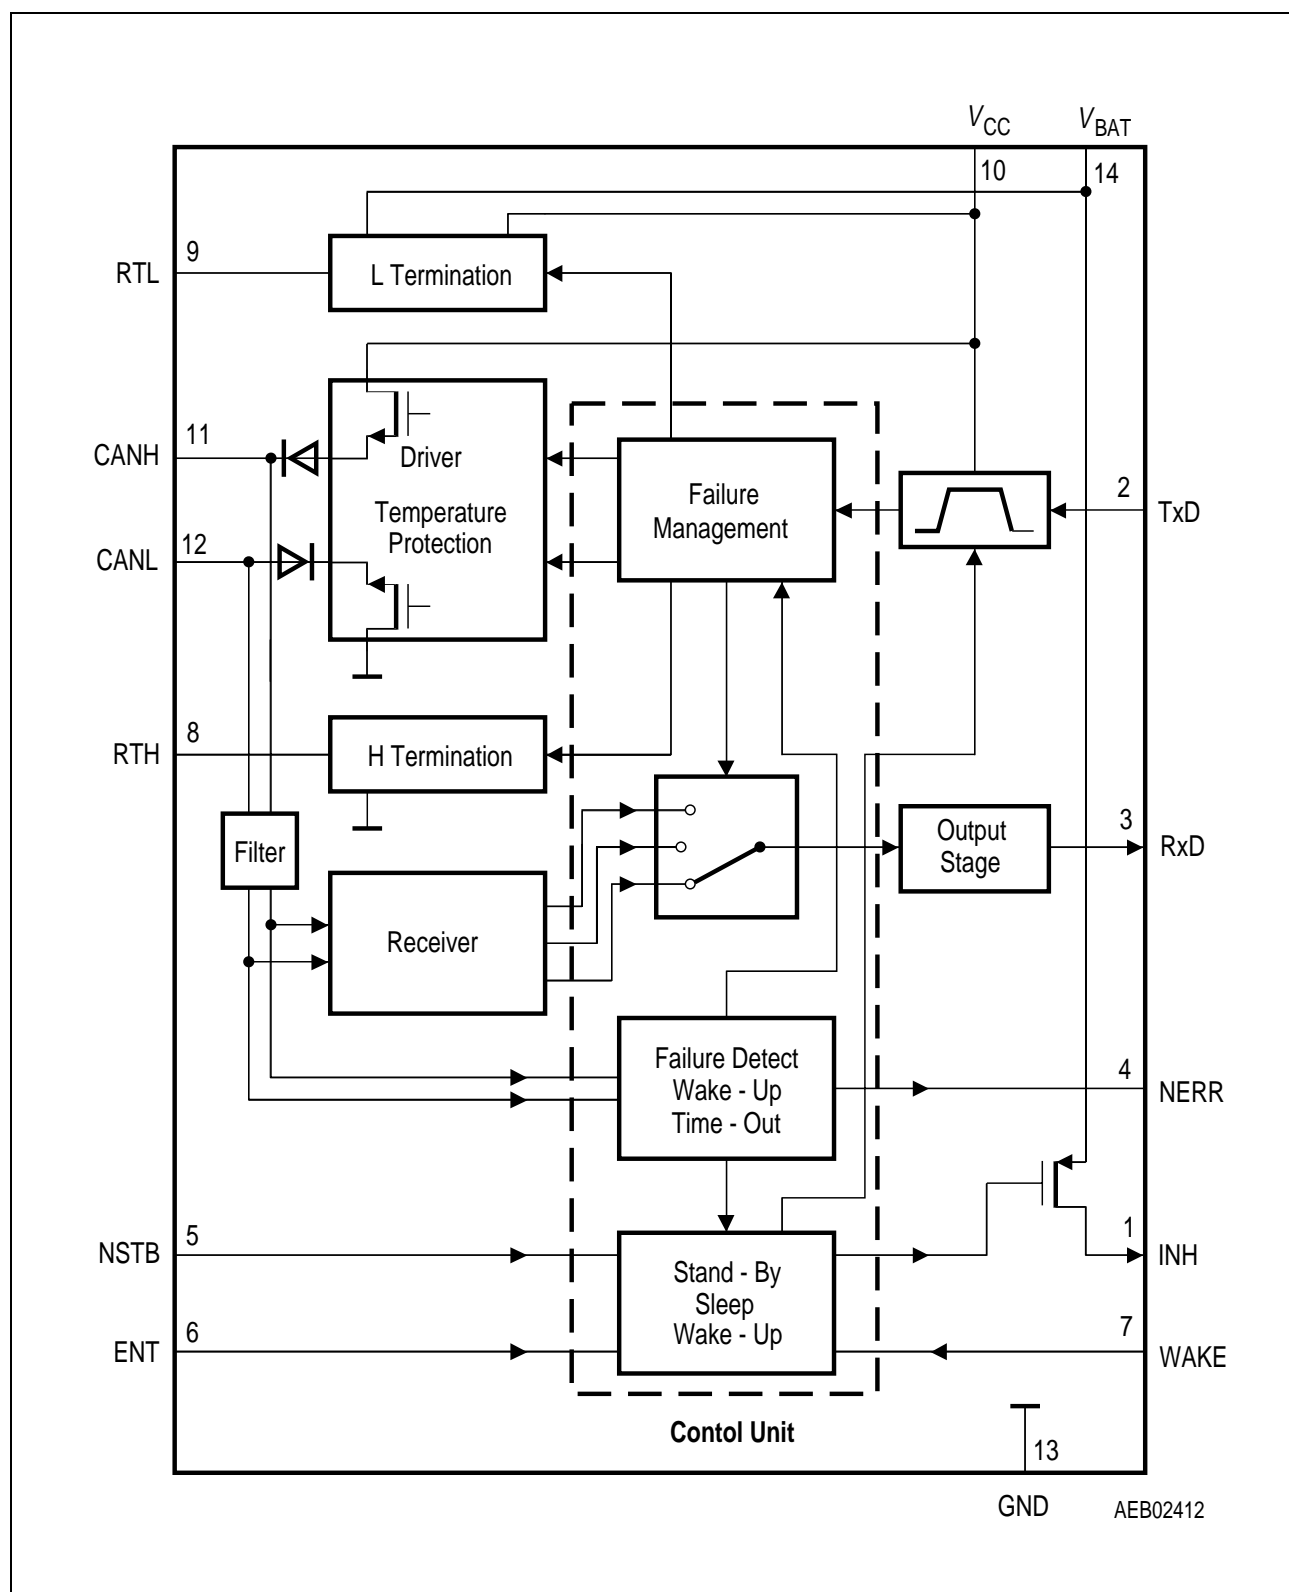 VCC VBAT
10 14
9
RTL
L Termination
11
CANH
Driver
Temperature
Protection
12
CANL
Failure
Management
2
TxD
8
RTH
H Termination
Filter
Receiver
Output
Stage
3
RxD
Failure Detect
Wake - Up
Time - Out
4
NERR
5
NSTB
Stand - By
Sleep
Wake - Up
1
INH
6
ENT
7
WAKE
Contol Unit
13
GND
AEB02412